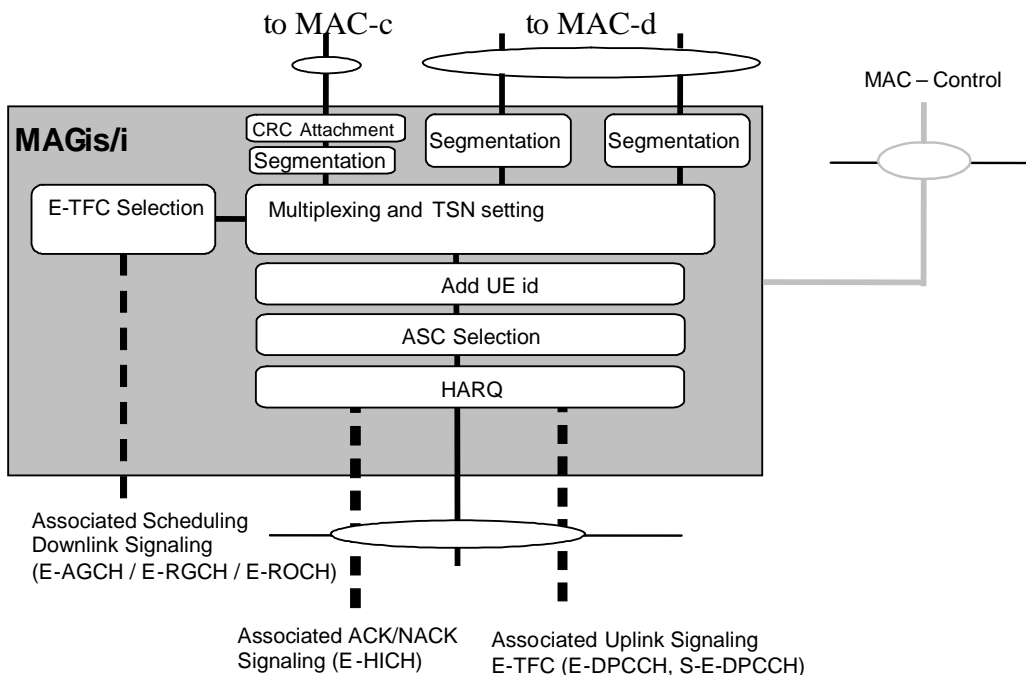 to MAC-c
to MAC-d
MAC – Control
MAGis/i
CRC Attachment
Segmentation
Segmentation
Segmentation
E-TFC Selection
Multiplexing and TSN setting
Add UE id
ASC Selection
HARQ
Associated Scheduling
Downlink Signaling
(E-AGCH / E-RGCH / E-ROCH)
Associated ACK/NACK
Signaling (E-HICH)
Associated Uplink Signaling
E-TFC (E-DPCCH, S-E-DPCCH)